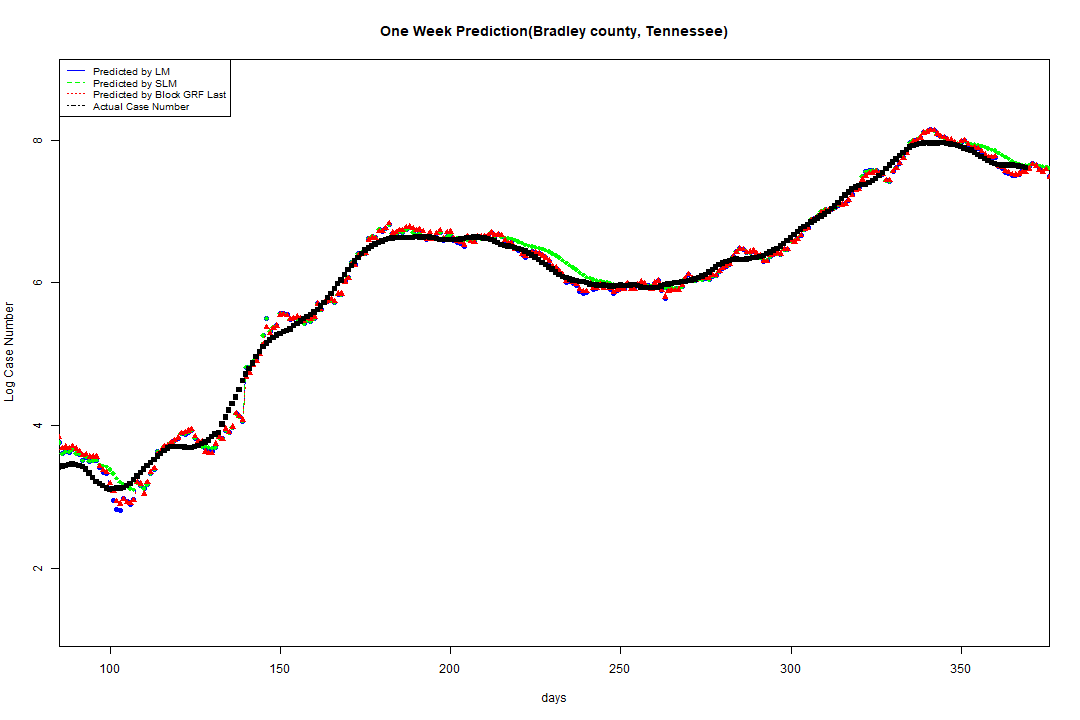 One Week Prediction(Bradley county, Tennessee)
Predicted by LM
Predicted by SLM
Predicted by Block GRF Last
Actual Case Number
8
6
4
2
Log Case Number
100 150 200 250 300 350
days